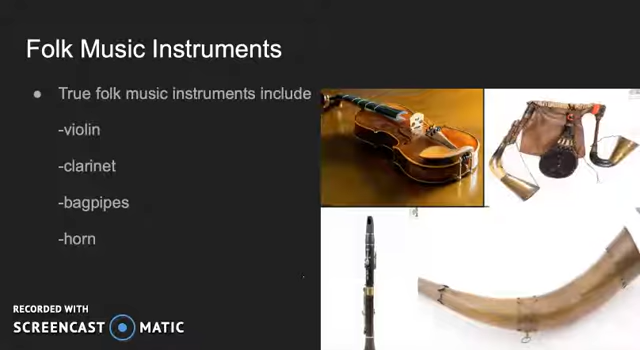 Folk Music Instruments
● True folk music instruments include
-violin
-clarinet
-bagpipes
-horn
RECORDED WITH
SCREENCAST MATIC